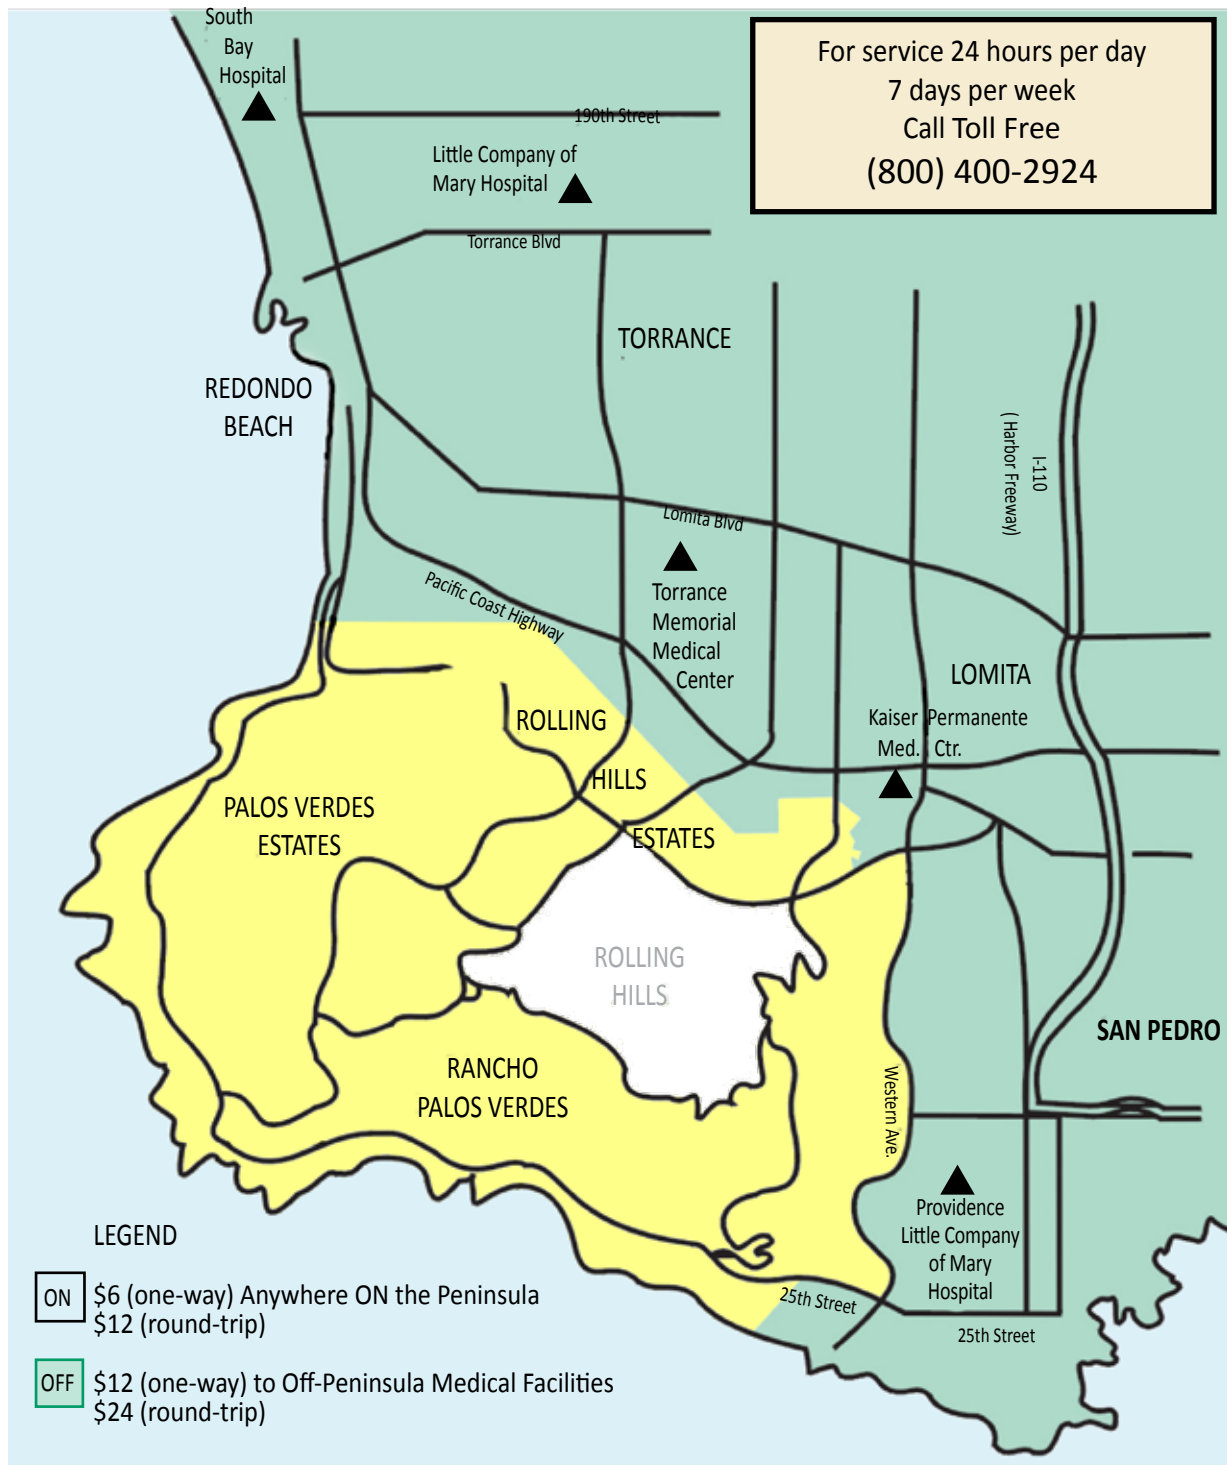 South
Bay
Hospital
For service 24 hours per day
7 days per week
Call Toll Free
(800) 400-2924
190th Street
Little Company of
Mary Hospital
Torrance Blvd
TORRANCE
REDONDO
BEACH
I-110
( Harbor Freeway)
Lomita Blvd
Pacific Coast Highway
Torrance
Memorial
Medical
Center
LOMITA
Kaiser Permanente
Med. Ctr.
ROLLING
HILLS
ESTATES
PALOS VERDES
ESTATES
ROLLING
HILLS
SAN PEDRO
RANCHO
PALOS VERDES
Western Ave.
Providence
Little Company
of Mary
Hospital
25th Street
25th Street
LEGEND
ON
$6 (one-way) Anywhere ON the Peninsula
$12 (round-trip)
OFF
$12 (one-way) to Off-Peninsula Medical Facilities
$24 (round-trip)